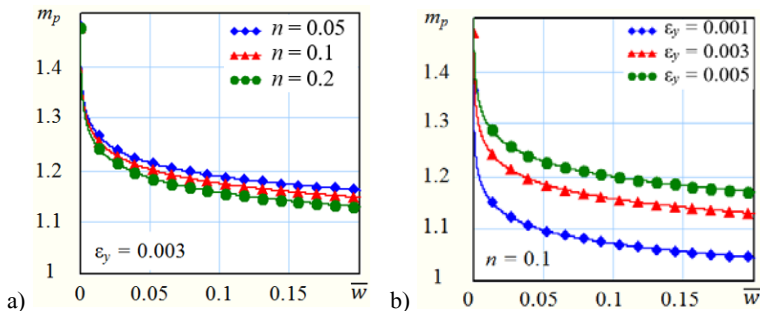 m_p
n = 0.05
n = 0.1
n = 0.2
1.4
1.3
1.2
1.1
1
ε_y = 0.003
0 0.05 0.1 0.15 w̅
a)
m_p
ε_y = 0.001
ε_y = 0.003
ε_y = 0.005
1.4
1.3
1.2
1.1
1
n = 0.1
0 0.05 0.1 0.15 w̅
b)